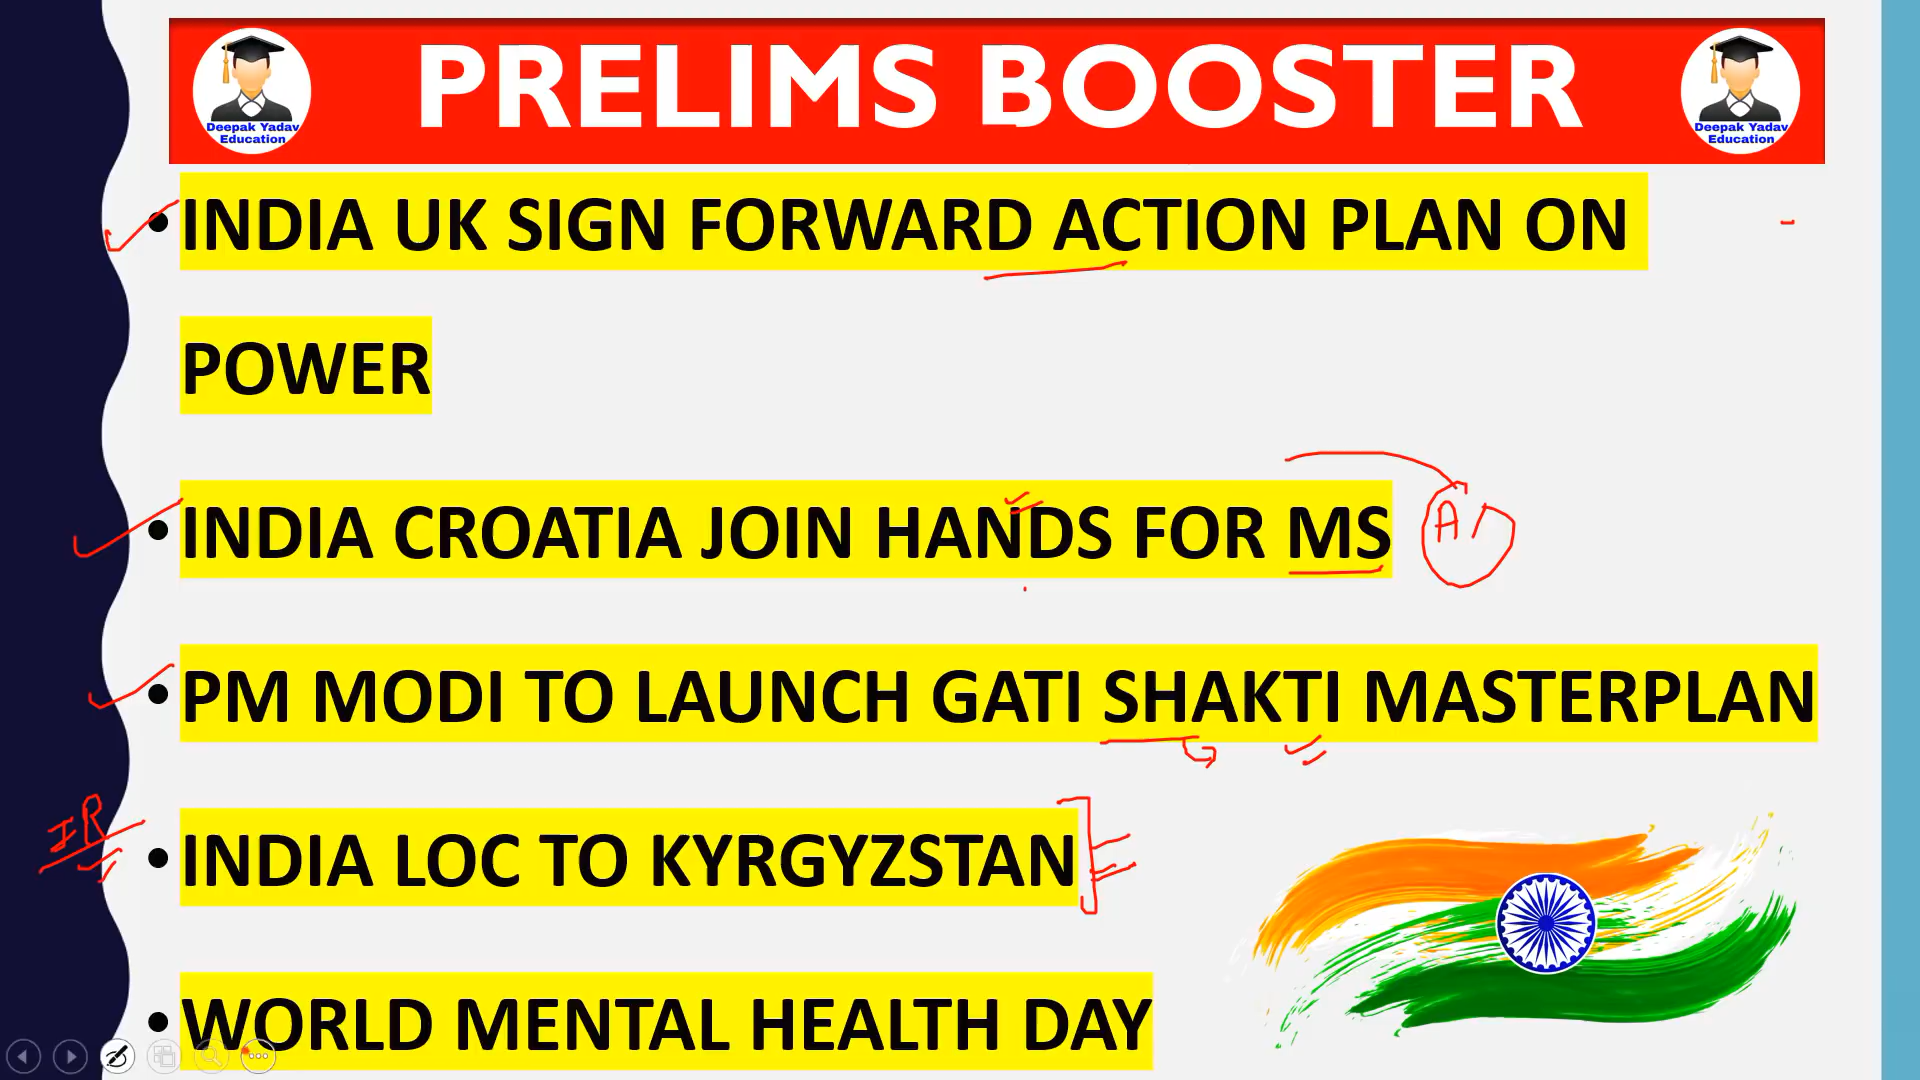 PRELIMS BOOSTER
Deepak Yadav
Education
Deepak Yadav
Education
• INDIA UK SIGN FORWARD ACTION PLAN ON
POWER
• INDIA CROATIA JOIN HANDS FOR MS
• PM MODI TO LAUNCH GATI SHAKTI MASTERPLAN
IR
• INDIA LOC TO KYRGYZSTAN
• WORLD MENTAL HEALTH DAY